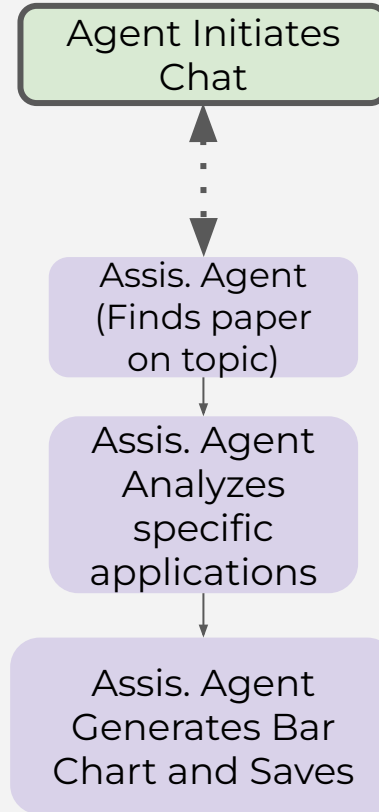 Agent Initiates
Chat
Assis. Agent
(Finds paper
on topic)
Assis. Agent
Analyzes
specific
applications
Assis. Agent
Generates Bar
Chart and Saves